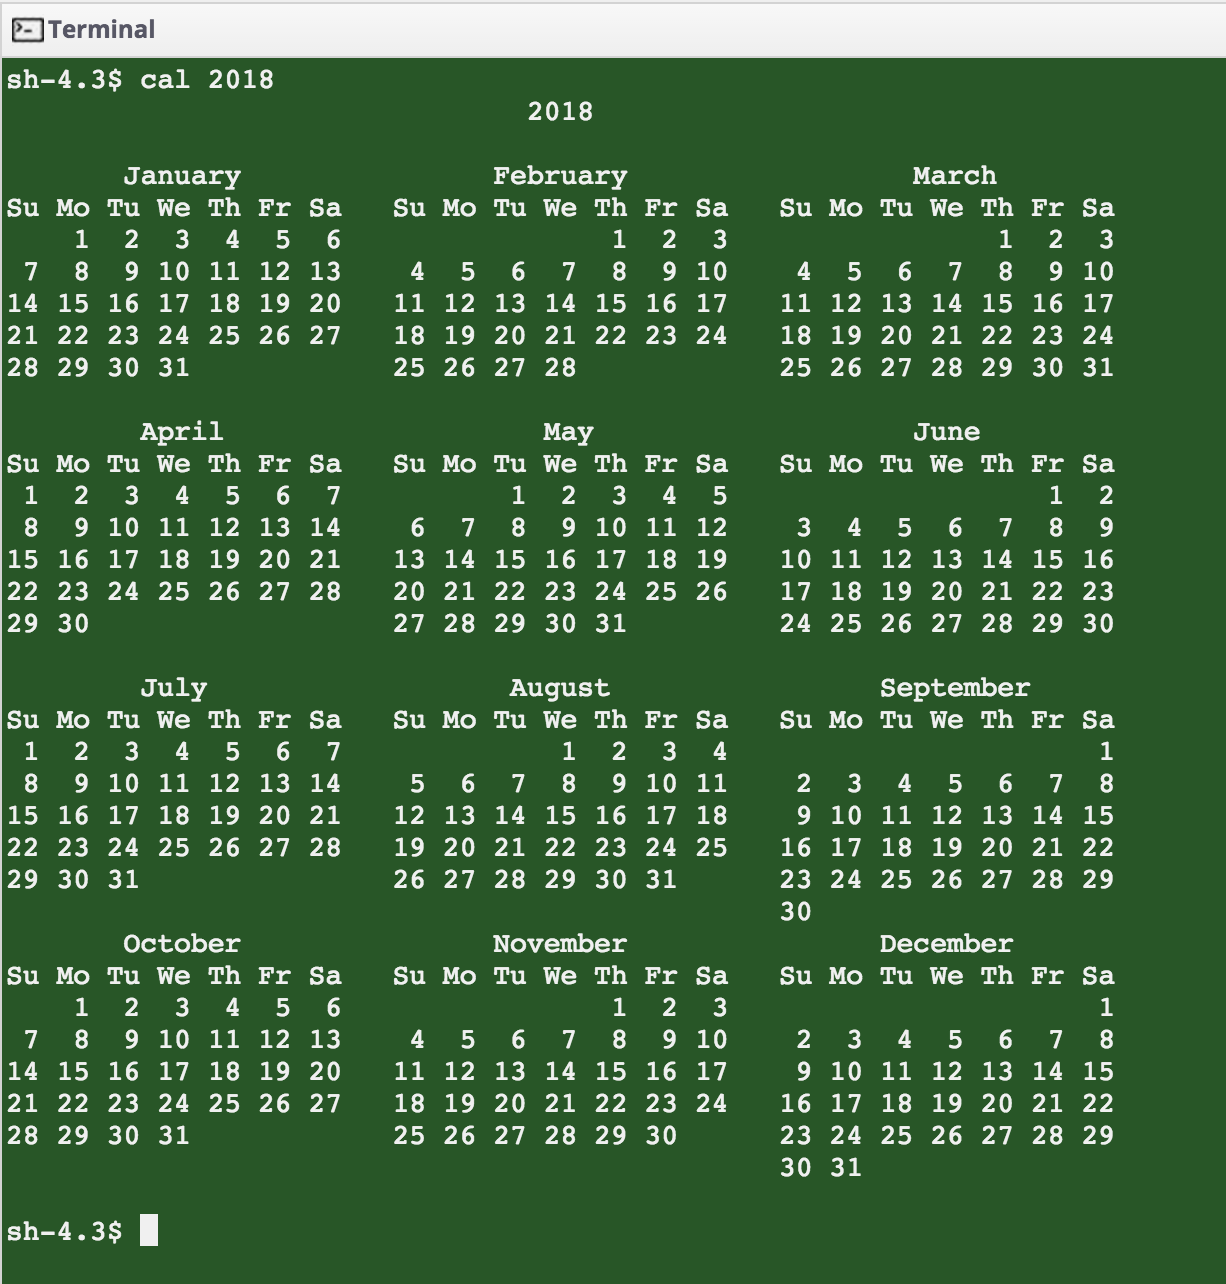 Terminal
sh-4.3$ cal 2018
                               2018

       January               February                 March
Su Mo Tu We Th Fr Sa   Su Mo Tu We Th Fr Sa   Su Mo Tu We Th Fr Sa
    1  2  3  4  5  6                1  2  3                1  2  3
 7  8  9 10 11 12 13    4  5  6  7  8  9 10    4  5  6  7  8  9 10
14 15 16 17 18 19 20   11 12 13 14 15 16 17   11 12 13 14 15 16 17
21 22 23 24 25 26 27   18 19 20 21 22 23 24   18 19 20 21 22 23 24
28 29 30 31            25 26 27 28            25 26 27 28 29 30 31

        April                   May                   June
Su Mo Tu We Th Fr Sa   Su Mo Tu We Th Fr Sa   Su Mo Tu We Th Fr Sa
 1  2  3  4  5  6  7          1  2  3  4  5                   1  2
 8  9 10 11 12 13 14    6  7  8  9 10 11 12    3  4  5  6  7  8  9
15 16 17 18 19 20 21   13 14 15 16 17 18 19   10 11 12 13 14 15 16
22 23 24 25 26 27 28   20 21 22 23 24 25 26   17 18 19 20 21 22 23
29 30                  27 28 29 30 31         24 25 26 27 28 29 30

        July                  August                September
Su Mo Tu We Th Fr Sa   Su Mo Tu We Th Fr Sa   Su Mo Tu We Th Fr Sa
 1  2  3  4  5  6  7             1  2  3  4                      1
 8  9 10 11 12 13 14    5  6  7  8  9 10 11    2  3  4  5  6  7  8
15 16 17 18 19 20 21   12 13 14 15 16 17 18    9 10 11 12 13 14 15
22 23 24 25 26 27 28   19 20 21 22 23 24 25   16 17 18 19 20 21 22
29 30 31               26 27 28 29 30 31      23 24 25 26 27 28 29
                                              30
       October               November               December
Su Mo Tu We Th Fr Sa   Su Mo Tu We Th Fr Sa   Su Mo Tu We Th Fr Sa
    1  2  3  4  5  6                1  2  3                      1
 7  8  9 10 11 12 13    4  5  6  7  8  9 10    2  3  4  5  6  7  8
14 15 16 17 18 19 20   11 12 13 14 15 16 17    9 10 11 12 13 14 15
21 22 23 24 25 26 27   18 19 20 21 22 23 24   16 17 18 19 20 21 22
28 29 30 31            25 26 27 28 29 30      23 24 25 26 27 28 29
                                              30 31

sh-4.3$